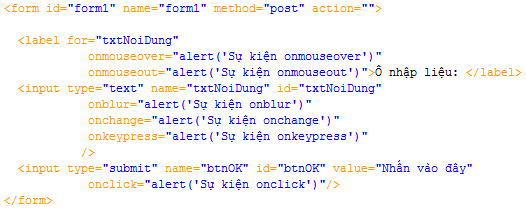 <form id="form1" name="form1" method="post" action="">
<label for="txtNoiDung"
onmouseover="alert('Sự kiện onmouseover')"
onmouseout="alert('Sự kiện onmouseout')">Ô nhập liệu: </label>
<input type="text" name="txtNoiDung" id="txtNoiDung"
onblur="alert('Sự kiện onblur')"
onchange="alert('Sự kiện onchange')"
onkeypress="alert('Sự kiện onkeypress')"
/>
<input type="submit" name="btnOK" id="btnOK" value="Nhấn vào đây"
onclick="alert('Sự kiện onclick')"/>
</form>